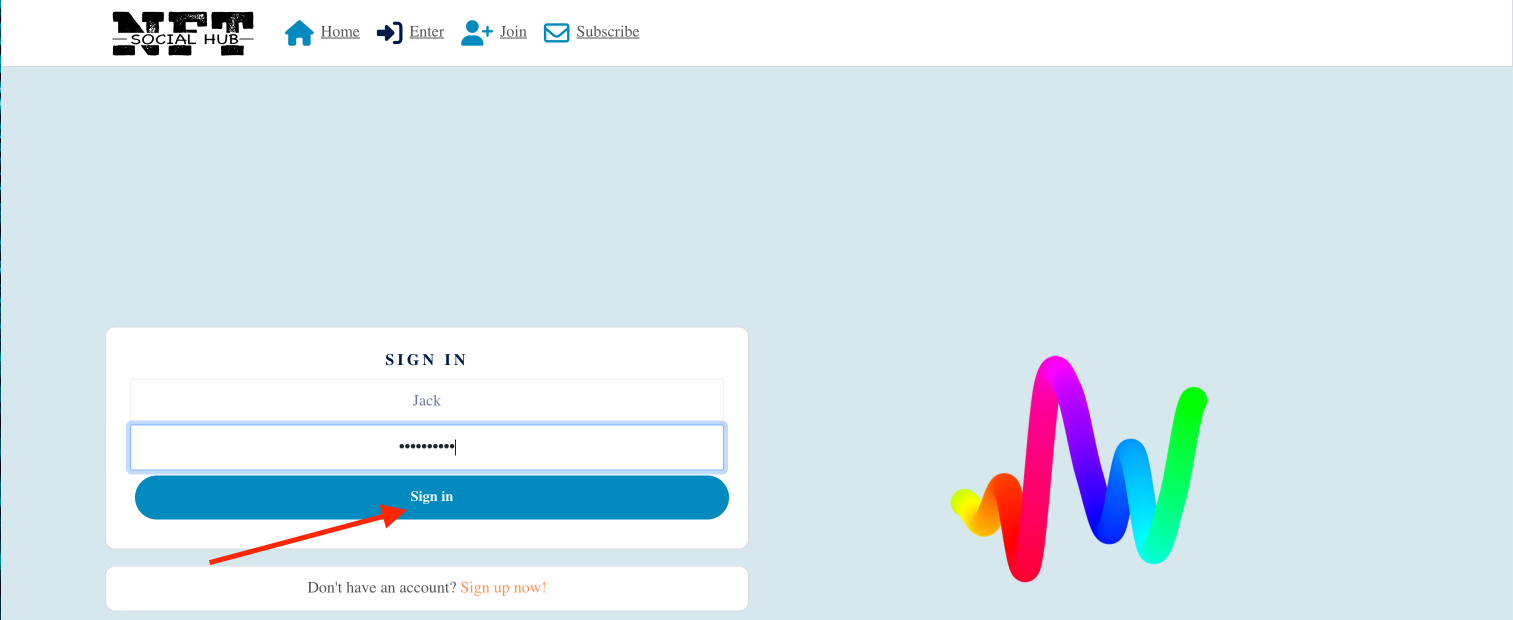 NFT
SOCIAL HUB
Home Enter Join Subscribe
SIGN IN
Jack
••••••••••
Sign in
Don't have an account? Sign up now!